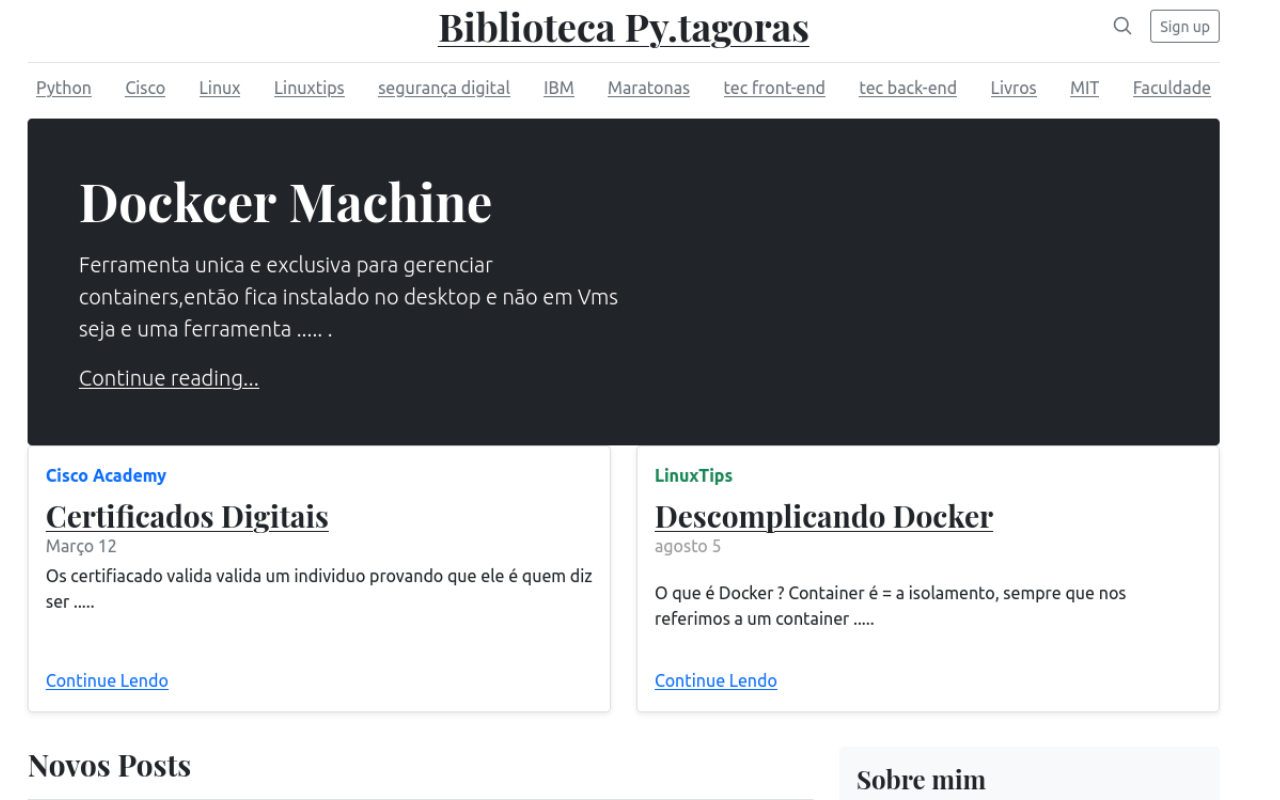 Biblioteca Py.tagoras
Sign up
Python Cisco Linux Linuxtips segurança digital IBM Maratonas tec front-end tec back-end Livros MIT Faculdade
Dockcer Machine
Ferramenta unica e exclusiva para gerenciar
containers,então fica instalado no desktop e não em Vms
seja e uma ferramenta ..... .
Continue reading...
Cisco Academy
Certificados Digitais
Março 12
Os certifiacado valida valida um individuo provando que ele é quem diz
ser .....
Continue Lendo
LinuxTips
Descomplicando Docker
agosto 5
O que é Docker ? Container é = a isolamento, sempre que nos
referimos a um container .....
Continue Lendo
Novos Posts
Sobre mim